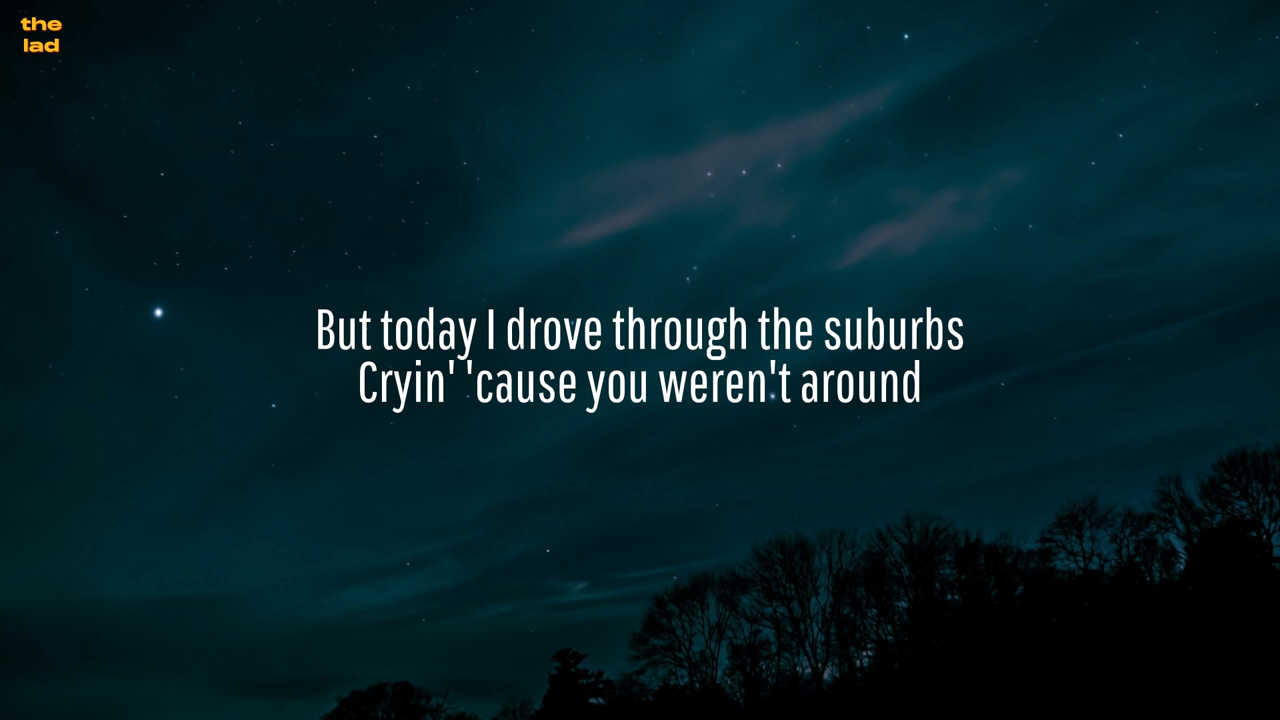 the
lad
But today I drove through the suburbs
Cryin' 'cause you weren't around